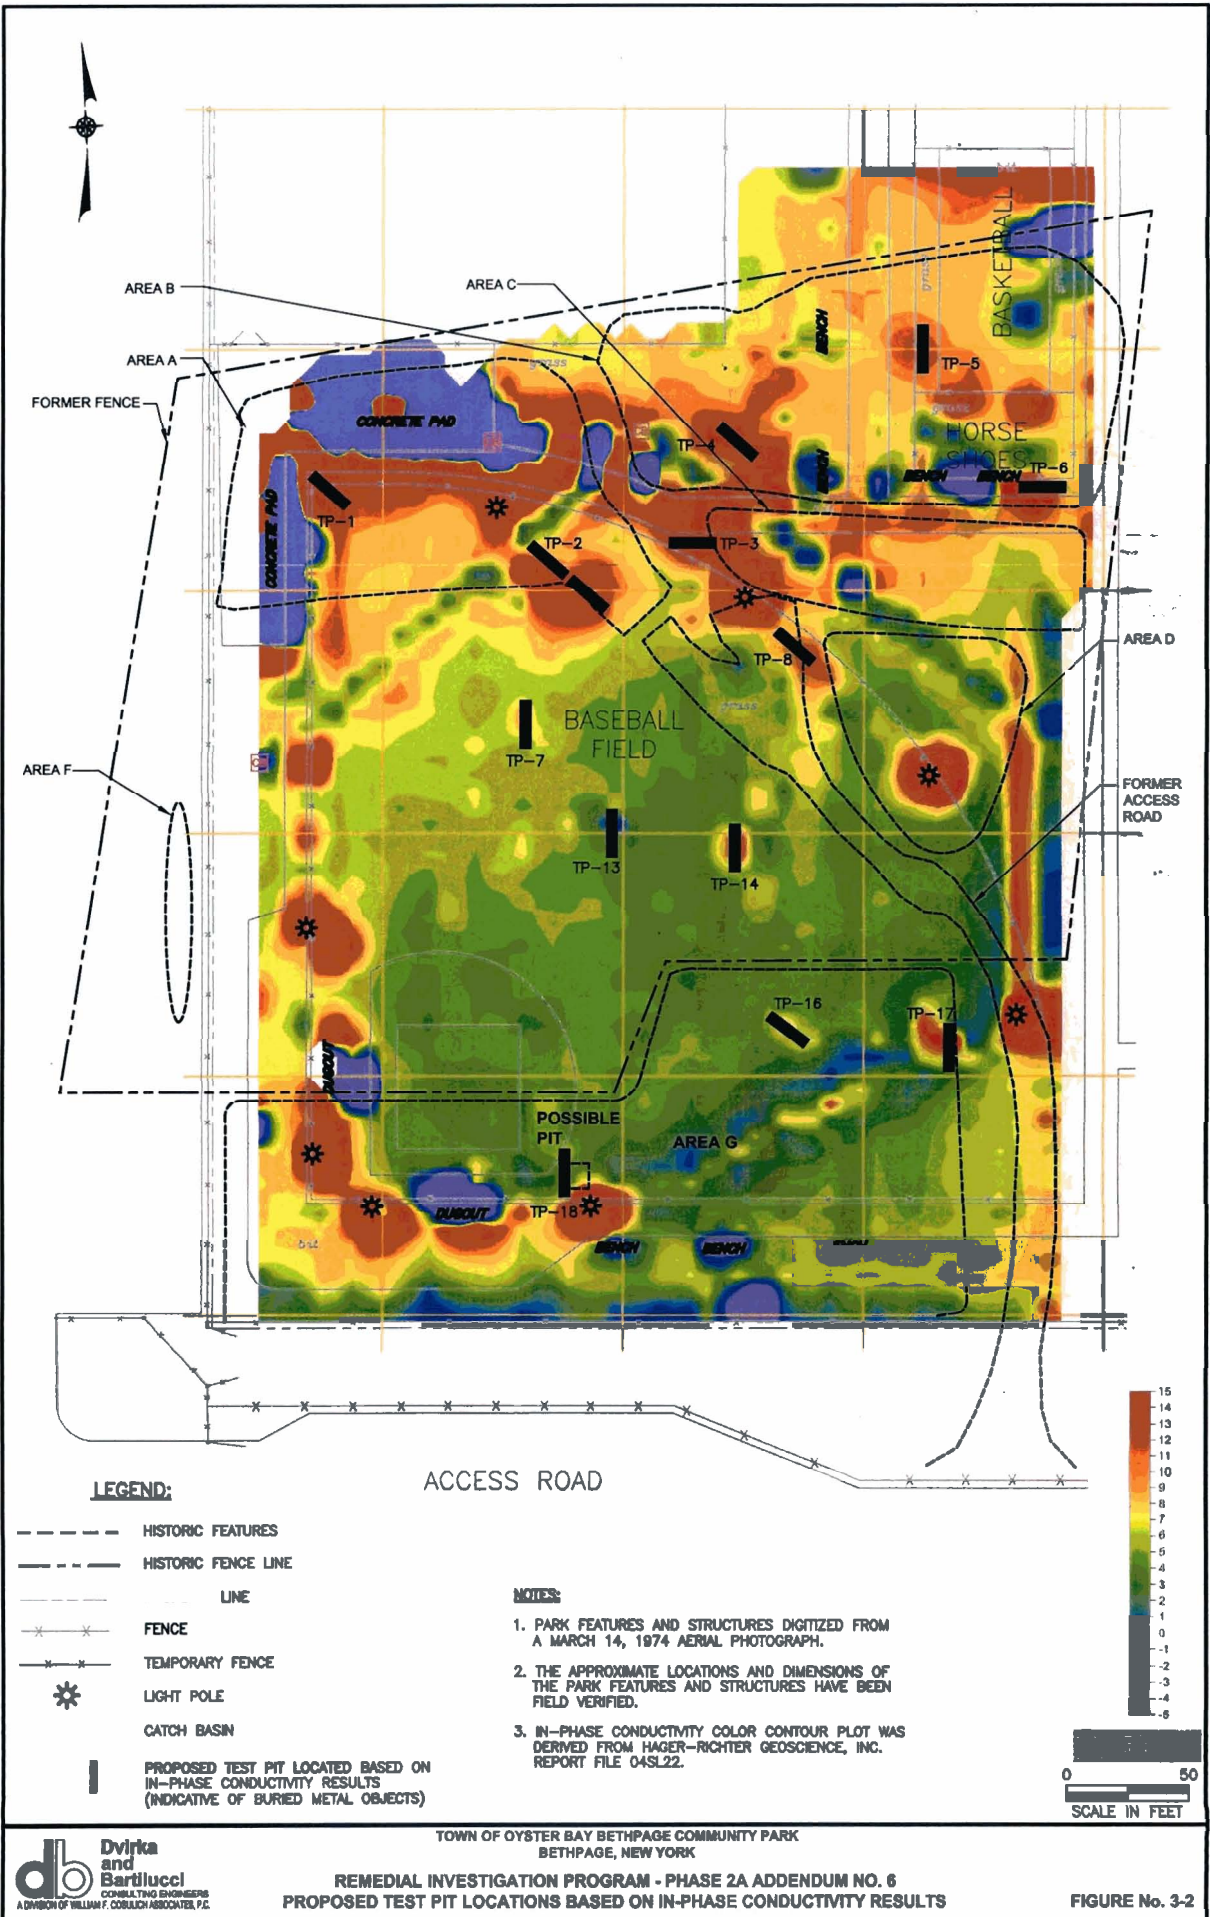 AREA B
AREA C
AREA A
FORMER FENCE
BASKETBALL
grass
grass
BENCH
TP-5
CONCRETE PAD
TP-4
HORSE
SHOES
BENCH
BENCH
BENCH
TP-6
CONCRETE PAD
TP-1
TP-2
TP-3
AREA D
TP-8
grass
BASEBALL
FIELD
TP-7
AREA F
FORMER
ACCESS
ROAD
TP-13
TP-14
TP-16
TP-17
DUGOUT
POSSIBLE
PIT
AREA G
DUGOUT
TP-18
BENCH
BENCH
ACCESS ROAD
15
14
13
12
11
10
9
8
7
6
5
4
3
2
1
0
-1
-2
-3
-4
-5
0 50
SCALE IN FEET
LEGEND:
HISTORIC FEATURES
HISTORIC FENCE LINE
LINE
FENCE
TEMPORARY FENCE
LIGHT POLE
CATCH BASIN
PROPOSED TEST PIT LOCATED BASED ON
IN-PHASE CONDUCTIVITY RESULTS
(INDICATIVE OF BURIED METAL OBJECTS)
NOTES:
1. PARK FEATURES AND STRUCTURES DIGITIZED FROM
A MARCH 14, 1974 AERIAL PHOTOGRAPH.
2. THE APPROXIMATE LOCATIONS AND DIMENSIONS OF
THE PARK FEATURES AND STRUCTURES HAVE BEEN
FIELD VERIFIED.
3. IN-PHASE CONDUCTIVITY COLOR CONTOUR PLOT WAS
DERIVED FROM HAGER-RICHTER GEOSCIENCE, INC.
REPORT FILE 04SL22.
db
Dvirka
and
Bartilucci
CONSULTING ENGINEERS
A DIVISION OF WILLIAM F. COSULICH ASSOCIATES, P.C.
TOWN OF OYSTER BAY BETHPAGE COMMUNITY PARK
BETHPAGE, NEW YORK
REMEDIAL INVESTIGATION PROGRAM - PHASE 2A ADDENDUM NO. 6
PROPOSED TEST PIT LOCATIONS BASED ON IN-PHASE CONDUCTIVITY RESULTS
FIGURE No. 3-2